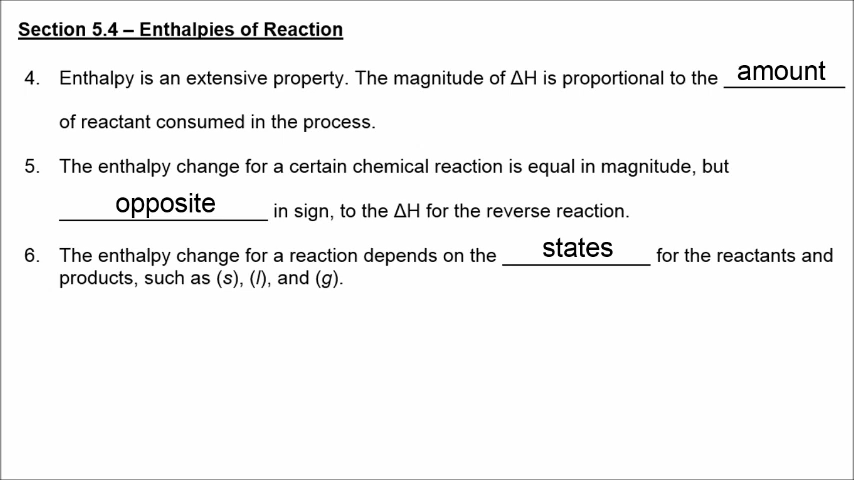 Section 5.4 – Enthalpies of Reaction
4. Enthalpy is an extensive property. The magnitude of ΔH is proportional to the amount
of reactant consumed in the process.
5. The enthalpy change for a certain chemical reaction is equal in magnitude, but
opposite in sign, to the ΔH for the reverse reaction.
6. The enthalpy change for a reaction depends on the states for the reactants and
products, such as (s), (l), and (g).